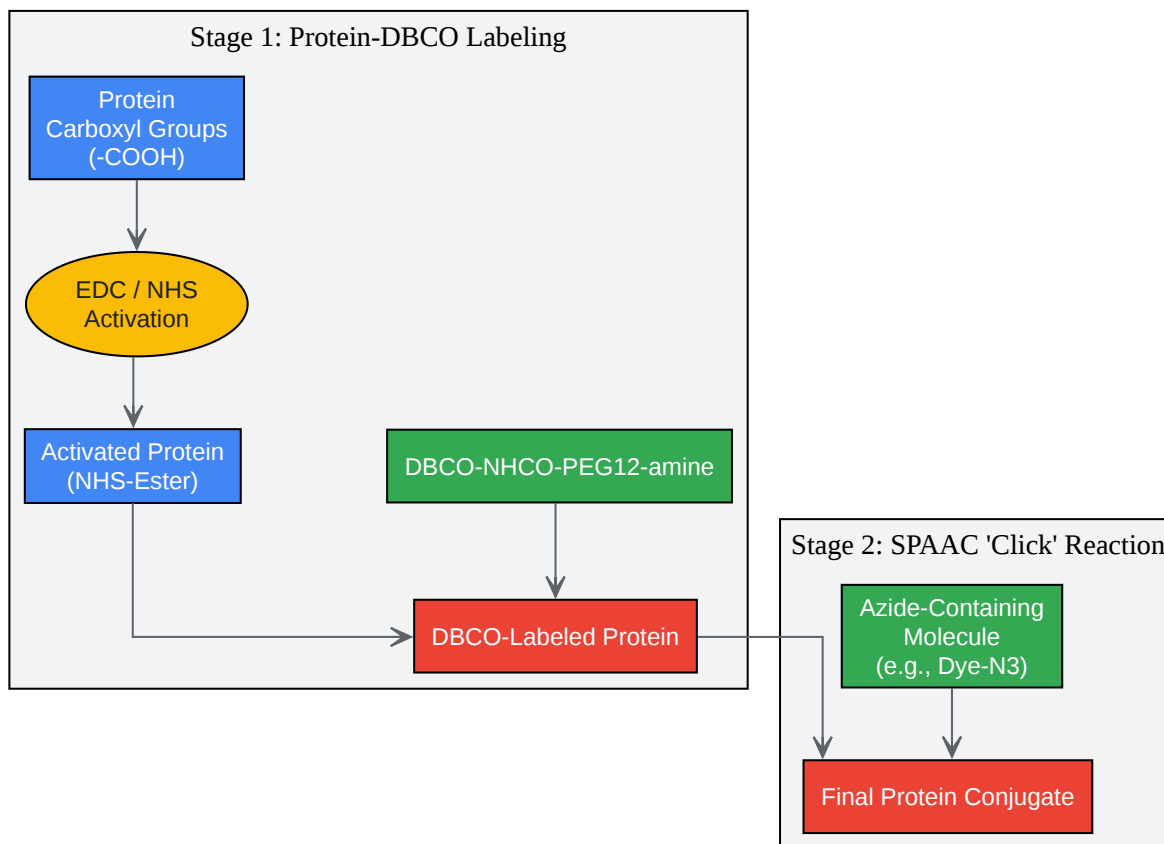 Stage 1: Protein-DBCO Labeling
Protein
Carboxyl Groups
(-COOH)
EDC / NHS
Activation
Activated Protein
(NHS-Ester)
DBCO-NHCO-PEG12-amine
DBCO-Labeled Protein
Stage 2: SPAAC 'Click' Reaction
Azide-Containing
Molecule
(e.g., Dye-N3)
Final Protein Conjugate